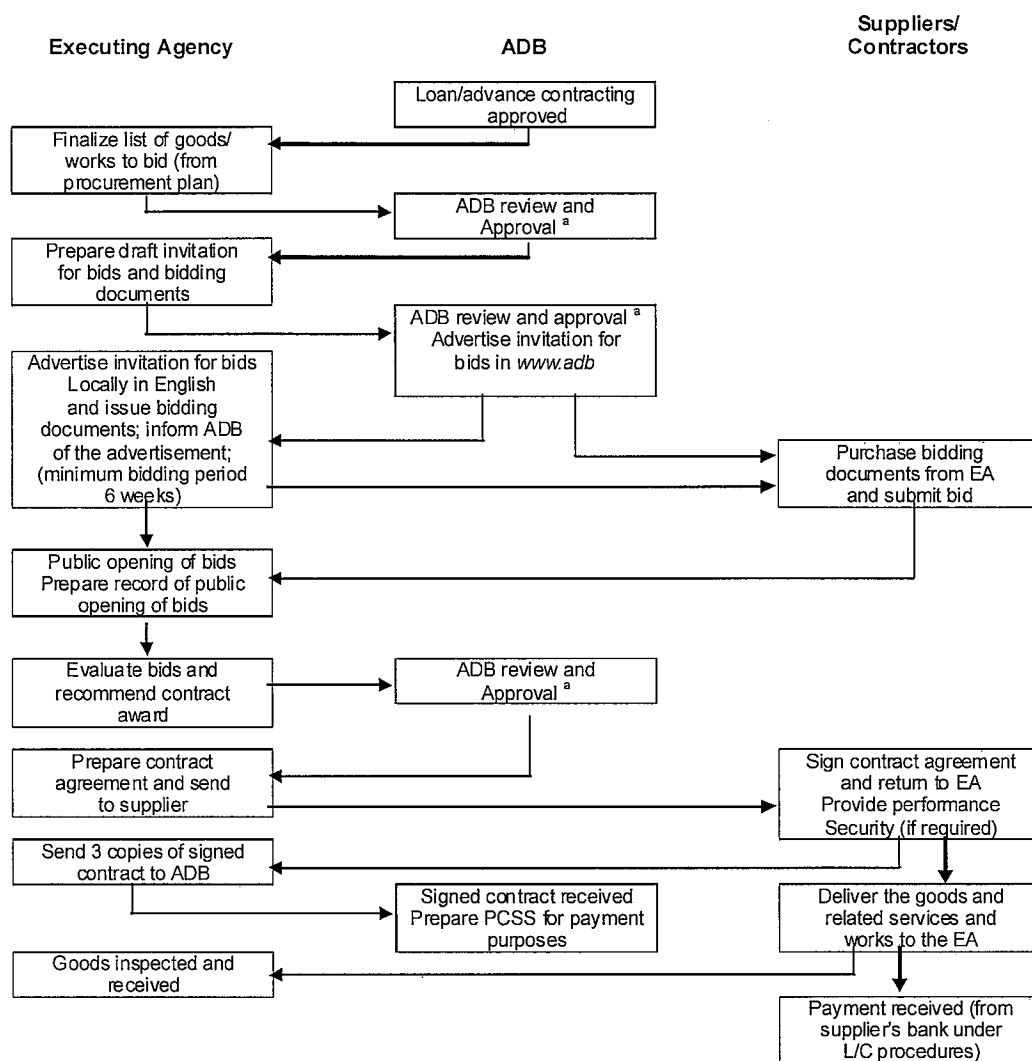 Executing Agency
ADB
Suppliers/
Contractors
Loan/advance contracting
approved
Finalize list of goods/
works to bid (from
procurement plan)
ADB review and
Approval a
Prepare draft invitation
for bids and bidding
documents
ADB review and approval a
Advertise invitation for
bids in www.adb
Advertise invitation for bids
Locally in English
and issue bidding
documents; inform ADB
of the advertisement;
(minimum bidding period
6 weeks)
Purchase bidding
documents from EA
and submit bid
Public opening of bids
Prepare record of public
opening of bids
Evaluate bids and
recommend contract
award
ADB review and
Approval a
Prepare contract
agreement and send
to supplier
Sign contract agreement
and return to EA
Provide performance
Security (if required)
Send 3 copies of signed
contract to ADB
Signed contract received
Prepare PCSS for payment
purposes
Deliver the goods and
related services and
works to the EA
Goods inspected and
received
Payment received (from
supplier's bank under
L/C procedures)